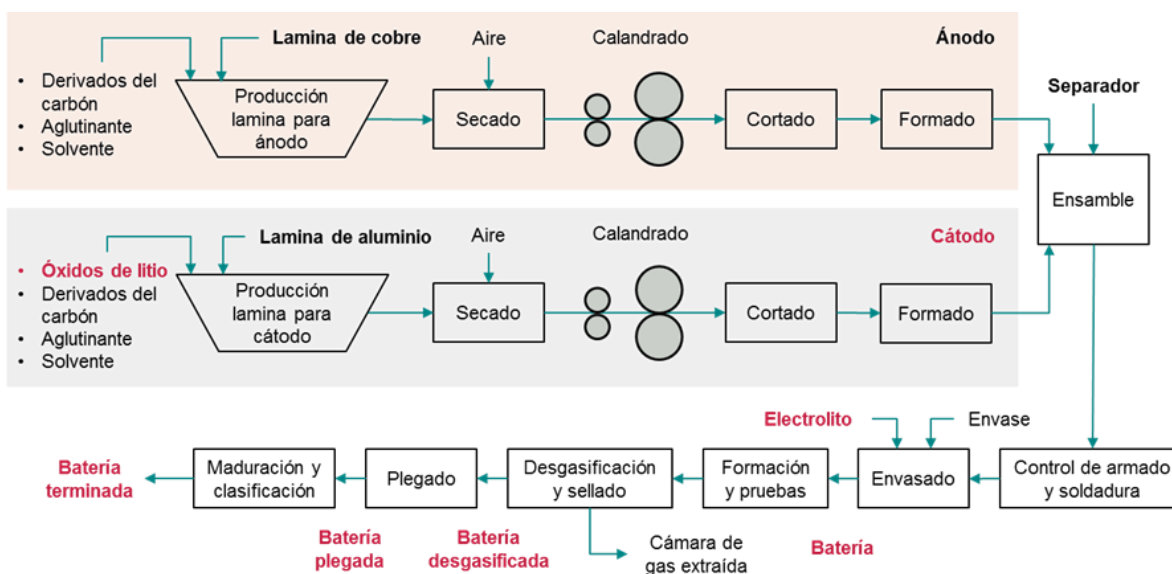 Lamina de cobre
Aire
Calandrado
Ánodo
• Derivados del
carbón
• Aglutinante
• Solvente
Producción
lamina para
ánodo
Secado
Cortado
Formado
Separador
Ensamble
Lamina de aluminio
Aire
Calandrado
Cátodo
• Óxidos de litio
• Derivados del
carbón
• Aglutinante
• Solvente
Producción
lamina para
cátodo
Secado
Cortado
Formado
Electrolito
Envase
Batería
terminada
Maduración y
clasificación
Plegado
Desgasificación
y sellado
Formación
y pruebas
Envasado
Control de armado
y soldadura
Batería
plegada
Batería
desgasificada
Cámara de
gas extraída
Batería